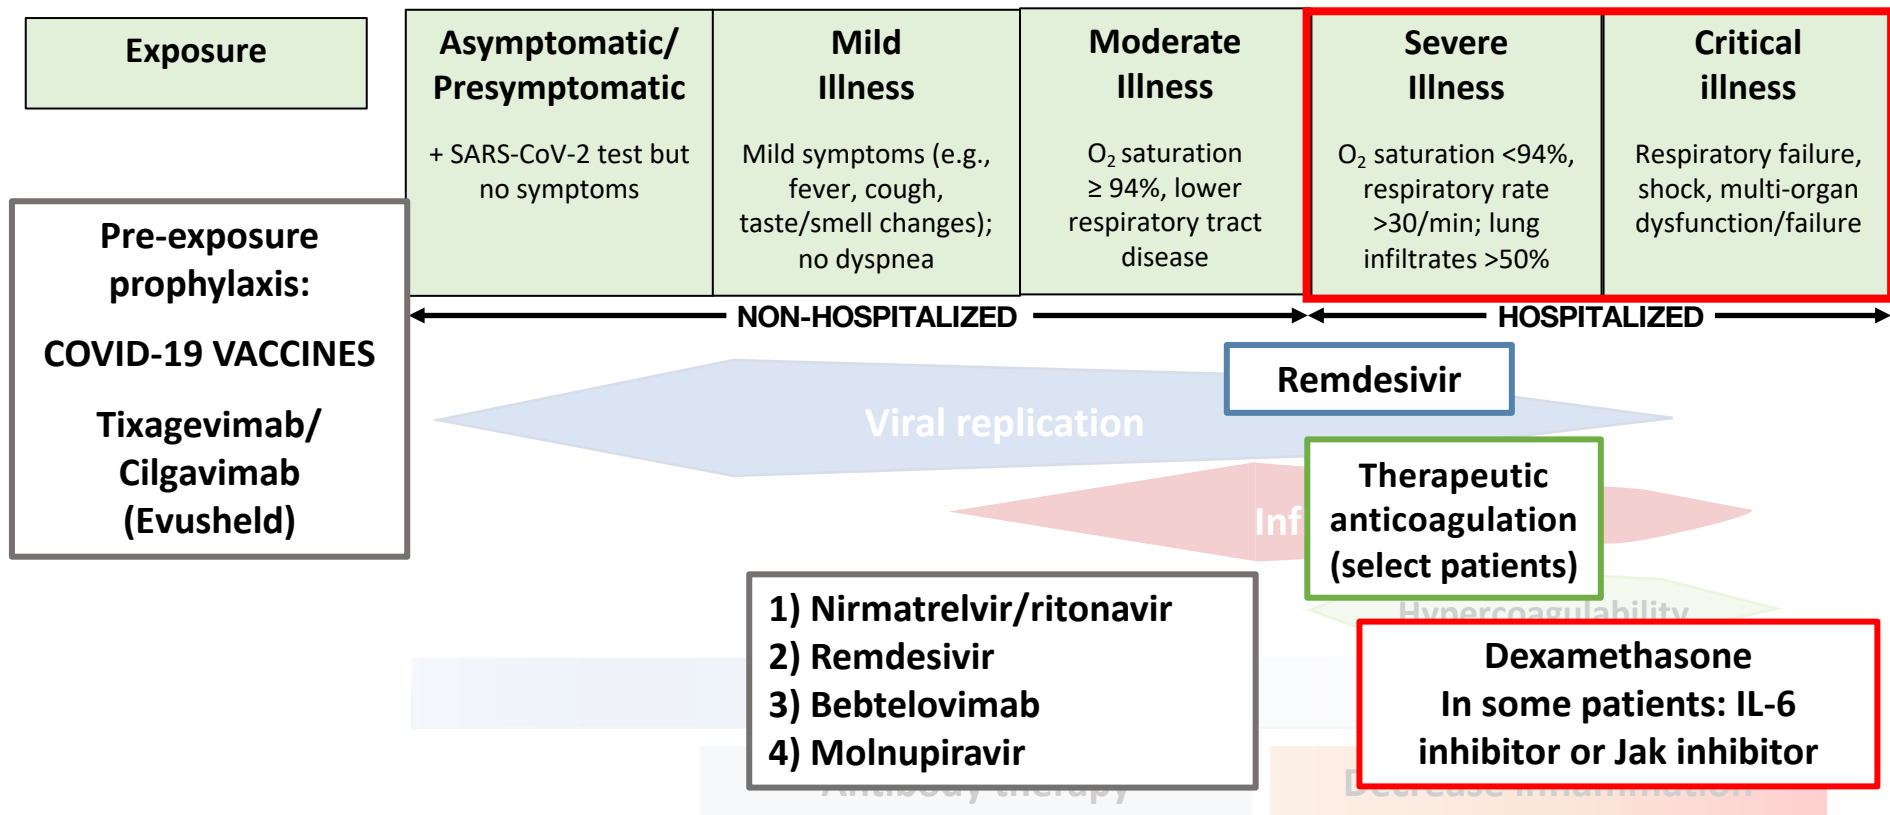 Exposure
Asymptomatic/
Presymptomatic
+ SARS-CoV-2 test but
no symptoms
Mild
Illness
Mild symptoms (e.g.,
fever, cough,
taste/smell changes);
no dyspnea
Moderate
Illness
O₂ saturation
≥ 94%, lower
respiratory tract
disease
Severe
Illness
O₂ saturation <94%,
respiratory rate
>30/min; lung
infiltrates >50%
Critical
illness
Respiratory failure,
shock, multi-organ
dysfunction/failure
NON-HOSPITALIZED
HOSPITALIZED
Pre-exposure
prophylaxis:
COVID-19 VACCINES
Tixagevimab/
Cilgavimab
(Evusheld)
Viral replication
Remdesivir
Therapeutic
anticoagulation
(select patients)
Hypercoagulability
1) Nirmatrelvir/ritonavir
2) Remdesivir
3) Bebtelovimab
4) Molnupiravir
Dexamethasone
In some patients: IL-6
inhibitor or Jak inhibitor
Antibody therapy
Decrease inflammation